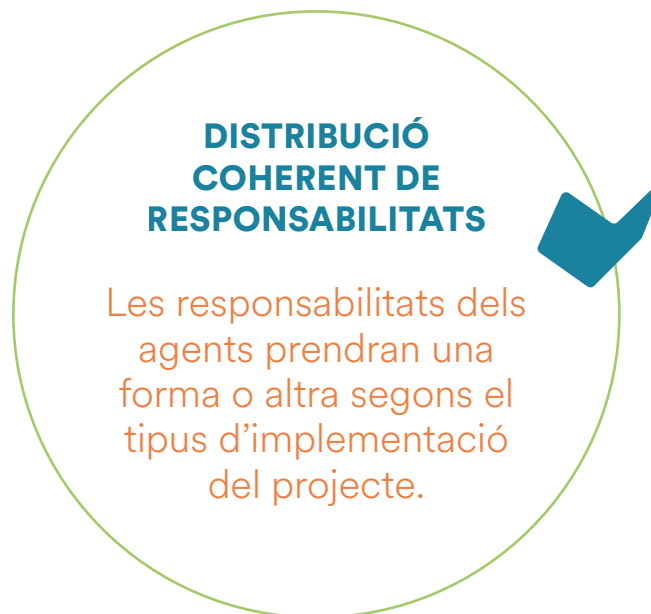 DISTRIBUCIÓ
COHERENT DE
RESPONSABILITATS
Les responsabilitats dels
agents prendran una
forma o altra segons el
tipus d’implementació
del projecte.